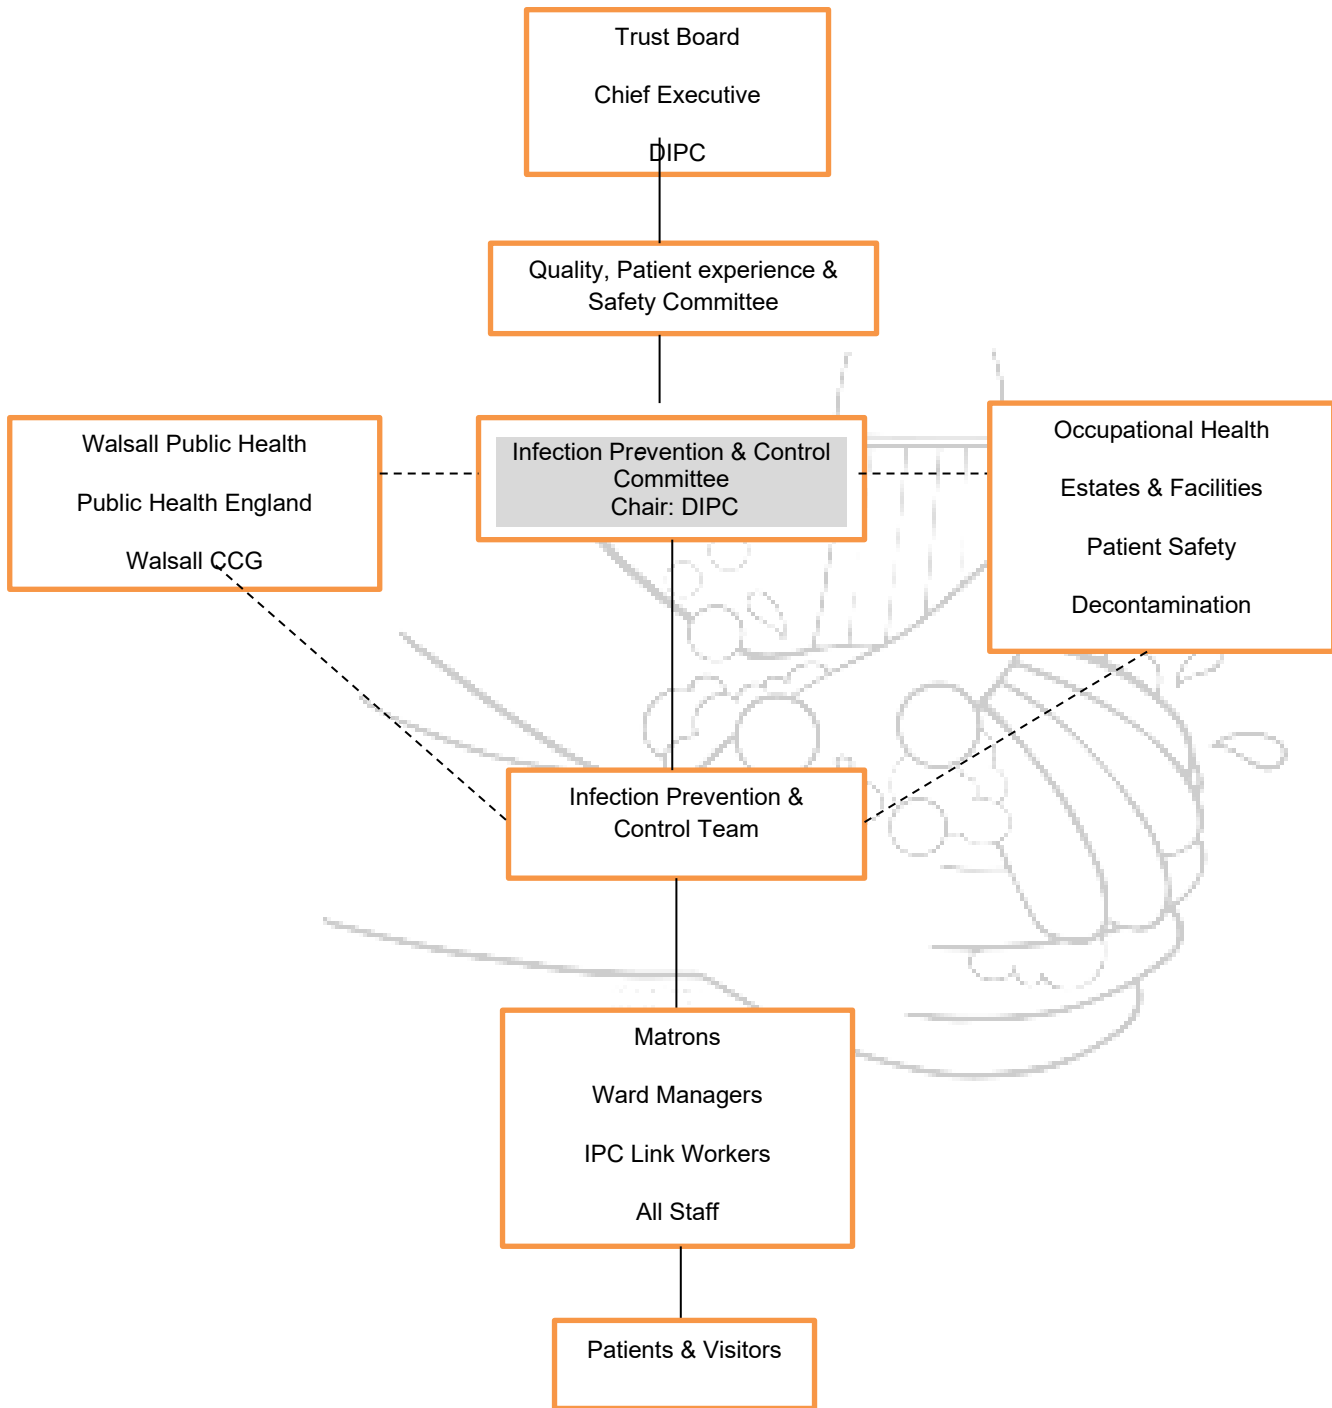 Trust Board
Chief Executive
DIPC
Quality, Patient experience &
Safety Committee
Walsall Public Health
Public Health England
Walsall CCG
Infection Prevention & Control
Committee
Chair: DIPC
Occupational Health
Estates & Facilities
Patient Safety
Decontamination
Infection Prevention &
Control Team
Matrons
Ward Managers
IPC Link Workers
All Staff
Patients & Visitors